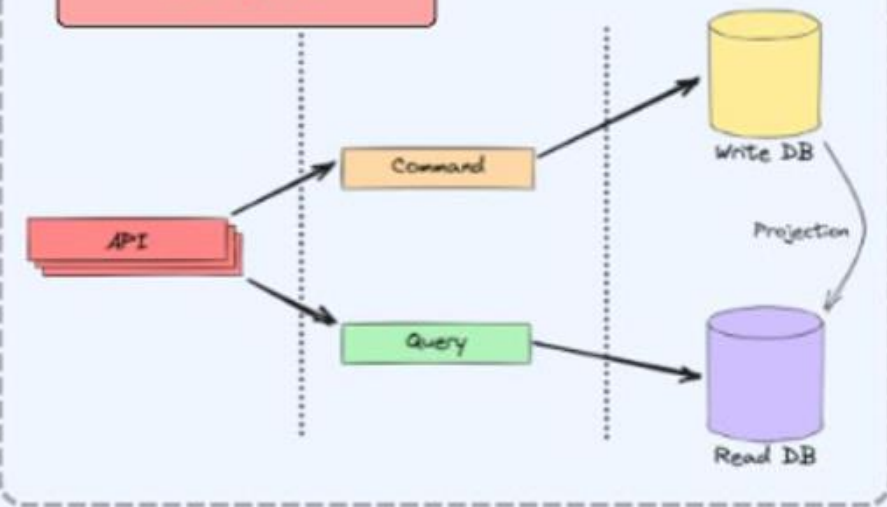 Write DB
Command
Projection
API
Query
Read DB